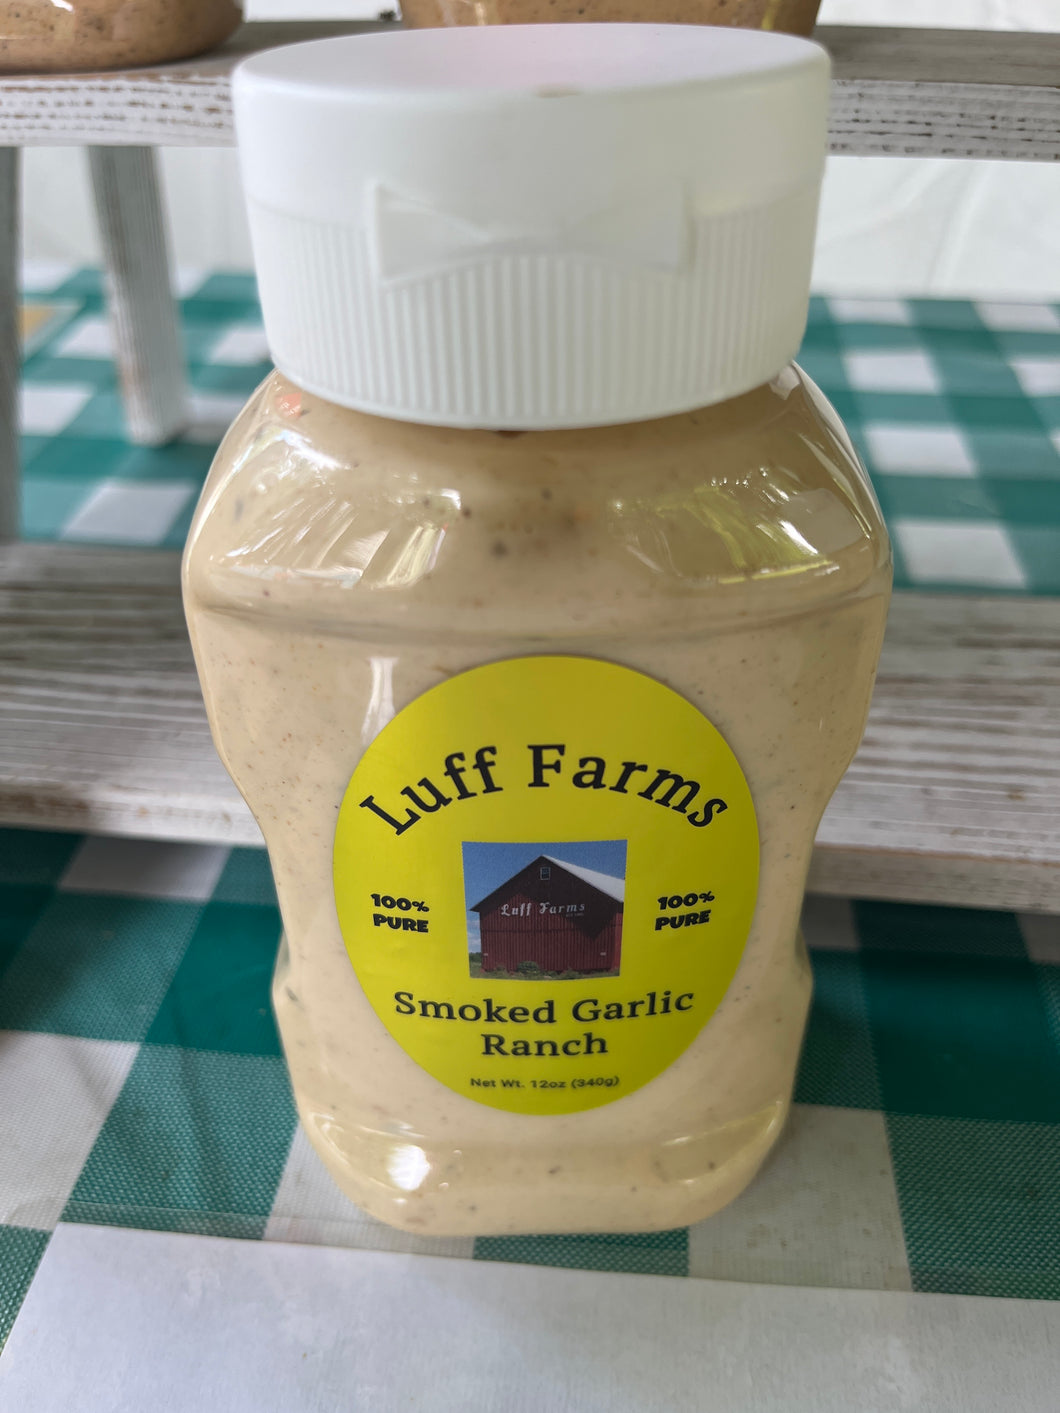 Luff Farms
100%
PURE
100%
PURE
Luff Farms
Smoked Garlic
Ranch
Net Wt. 12oz (340g)